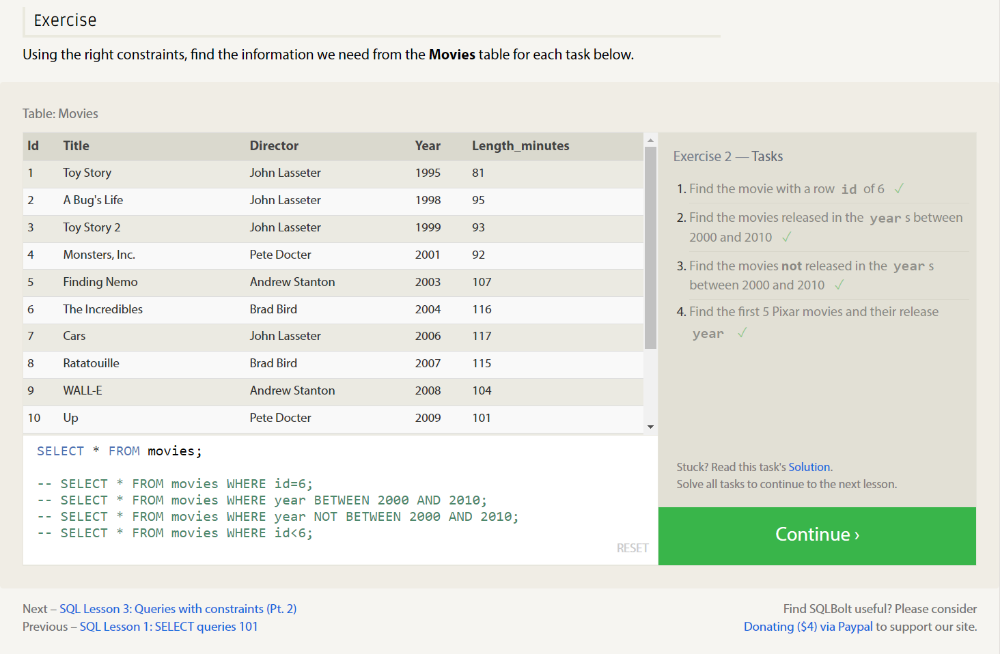 Exercise
Using the right constraints, find the information we need from the Movies table for each task below.
Table: Movies
Id Title Director Year Length_minutes
1 Toy Story John Lasseter 1995 81
2 A Bug's Life John Lasseter 1998 95
3 Toy Story 2 John Lasseter 1999 93
4 Monsters, Inc. Pete Docter 2001 92
5 Finding Nemo Andrew Stanton 2003 107
6 The Incredibles Brad Bird 2004 116
7 Cars John Lasseter 2006 117
8 Ratatouille Brad Bird 2007 115
9 WALL-E Andrew Stanton 2008 104
10 Up Pete Docter 2009 101
SELECT * FROM movies;
-- SELECT * FROM movies WHERE id=6;
-- SELECT * FROM movies WHERE year BETWEEN 2000 AND 2010;
-- SELECT * FROM movies WHERE year NOT BETWEEN 2000 AND 2010;
-- SELECT * FROM movies WHERE id<6;
RESET
Exercise 2 — Tasks
1. Find the movie with a row id of 6 ✓
2. Find the movies released in the year s between
2000 and 2010 ✓
3. Find the movies not released in the year s
between 2000 and 2010 ✓
4. Find the first 5 Pixar movies and their release
year ✓
Stuck? Read this task's Solution.
Solve all tasks to continue to the next lesson.
Continue ›
Next – SQL Lesson 3: Queries with constraints (Pt. 2)
Previous – SQL Lesson 1: SELECT queries 101
Find SQLBolt useful? Please consider
Donating ($4) via Paypal to support our site.